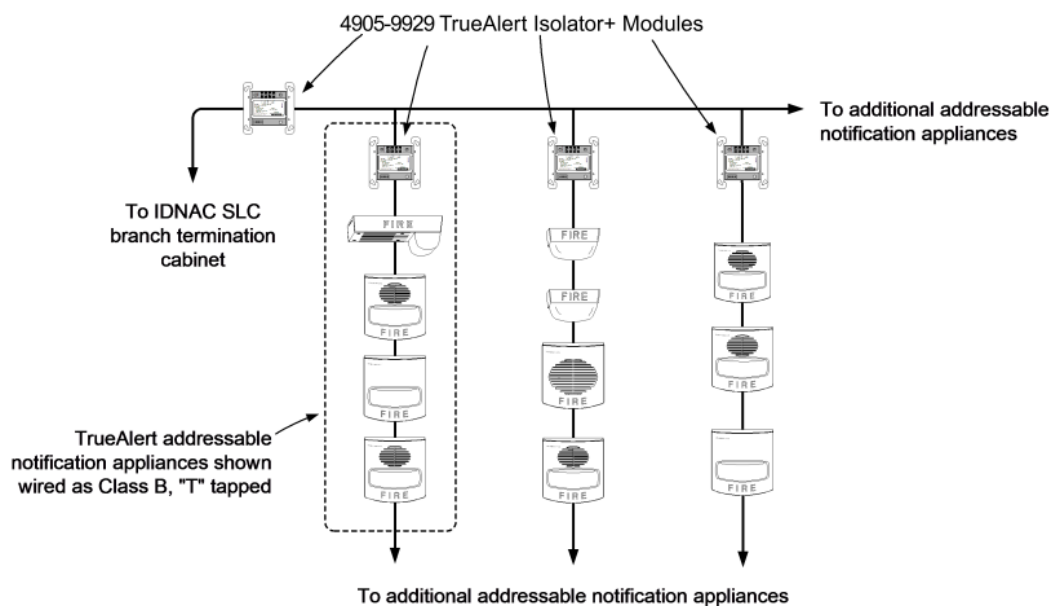 4905-9929 TrueAlert Isolator+ Modules
To additional addressable
notification appliances
To IDNAC SLC
branch termination
cabinet
FIRE
FIRE
FIRE
FIRE
FIRE
FIRE
FIRE
FIRE
FIRE
FIRE
FIRE
TrueAlert addressable
notification appliances shown
wired as Class B, "T" tapped
To additional addressable notification appliances